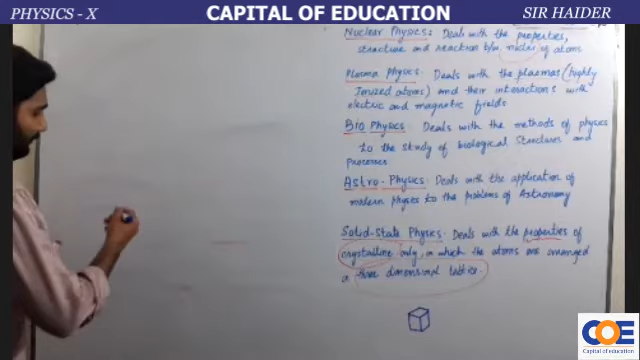 PHYSICS - X
CAPITAL OF EDUCATION
SIR HAIDER
Nuclear Physics: Deals with the properties,
structure and reaction b/w nuclei of atoms
Plasma Physics: Deals with the plasmas (highly
Ionized atoms) and their interactions with
electric and magnetic fields
Bio Physics: Deals with the methods of physics
to the study of biological Structures and
Processes
Astro-Physics: Deals with the application of
modern physics to the problems of Astronomy
Solid-State Physics: Deals with the properties of
crystalline only, in which the atoms are arranged
a three dimensional lattice.
COE
Capital of education